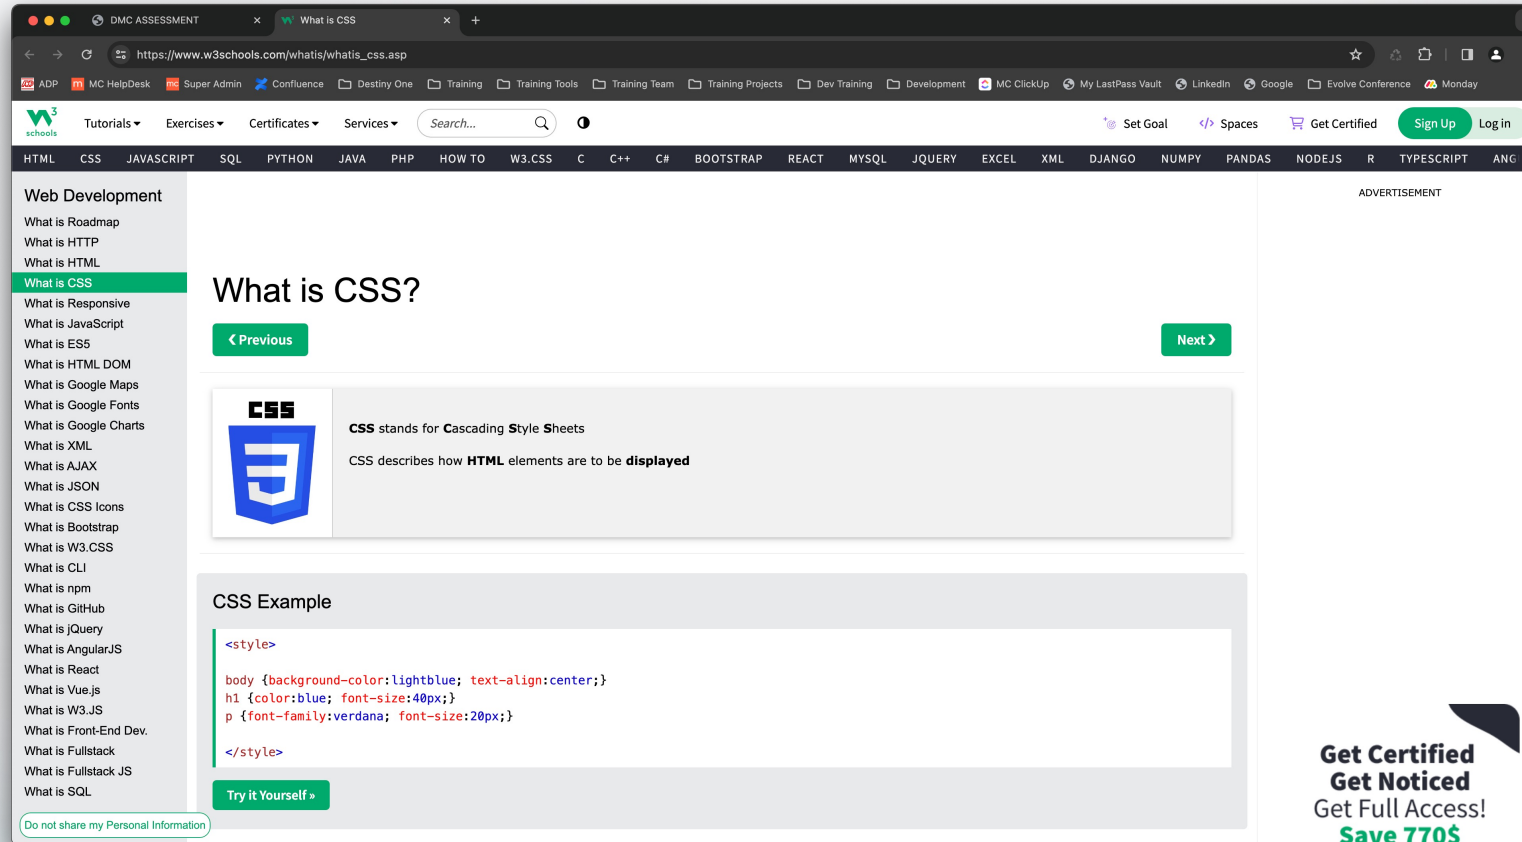 DMC ASSESSMENT
What is CSS
https://www.w3schools.com/whatis/whatis_css.asp
ADP MC HelpDesk Super Admin Confluence Destiny One Training Training Tools Training Team Training Projects Dev Training Development MC ClickUp My LastPass Vault LinkedIn Google Evolve Conference Monday
W3 schools Tutorials Exercises Certificates Services Search... Set Goal Spaces Get Certified Sign Up Log in
HTML CSS JAVASCRIPT SQL PYTHON JAVA PHP HOW TO W3.CSS C C++ C# BOOTSTRAP REACT MYSQL JQUERY EXCEL XML DJANGO NUMPY PANDAS NODEJS R TYPESCRIPT ANG
Web Development
What is Roadmap
What is HTTP
What is HTML
What is CSS
What is Responsive
What is JavaScript
What is ES5
What is HTML DOM
What is Google Maps
What is Google Fonts
What is Google Charts
What is XML
What is AJAX
What is JSON
What is CSS Icons
What is Bootstrap
What is W3.CSS
What is CLI
What is npm
What is GitHub
What is jQuery
What is AngularJS
What is React
What is Vue.js
What is W3.JS
What is Front-End Dev.
What is Fullstack
What is Fullstack JS
What is SQL
Do not share my Personal Information
What is CSS?
❮ Previous
Next ❯
CSS
CSS stands for Cascading Style Sheets
CSS describes how HTML elements are to be displayed
CSS Example
<style>
body {background-color:lightblue; text-align:center;}
h1 {color:blue; font-size:40px;}
p {font-family:verdana; font-size:20px;}
</style>
Try it Yourself »
ADVERTISEMENT
Get Certified
Get Noticed
Get Full Access!
Save 770$